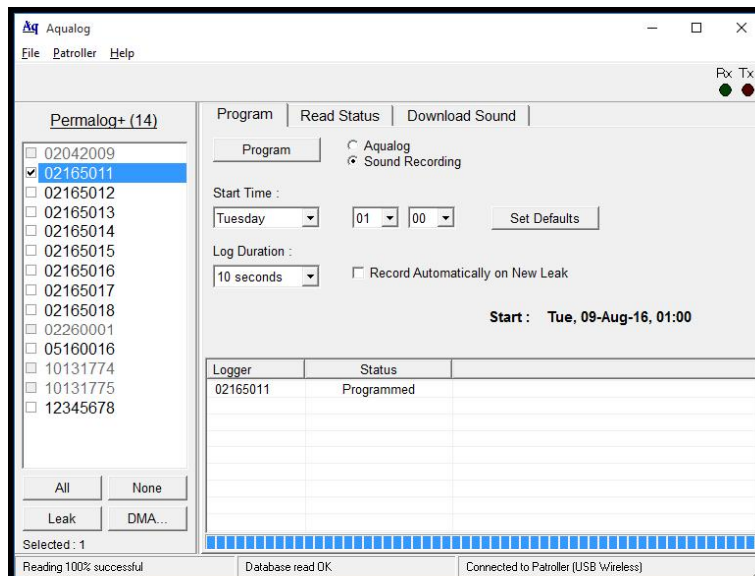 Aq Aqualog
File Patroller Help
Rx Tx
Permalog+ (14)
02042009
02165011
02165012
02165013
02165014
02165015
02165016
02165017
02165018
02260001
05160016
10131774
10131775
12345678
All None
Leak DMA...
Selected : 1
Program Read Status Download Sound
Program
Aqualog
Sound Recording
Start Time :
Tuesday 01 00 Set Defaults
Log Duration :
10 seconds Record Automatically on New Leak
Start : Tue, 09-Aug-16, 01:00
Logger Status
02165011 Programmed
Reading 100% successful Database read OK Connected to Patroller (USB Wireless)